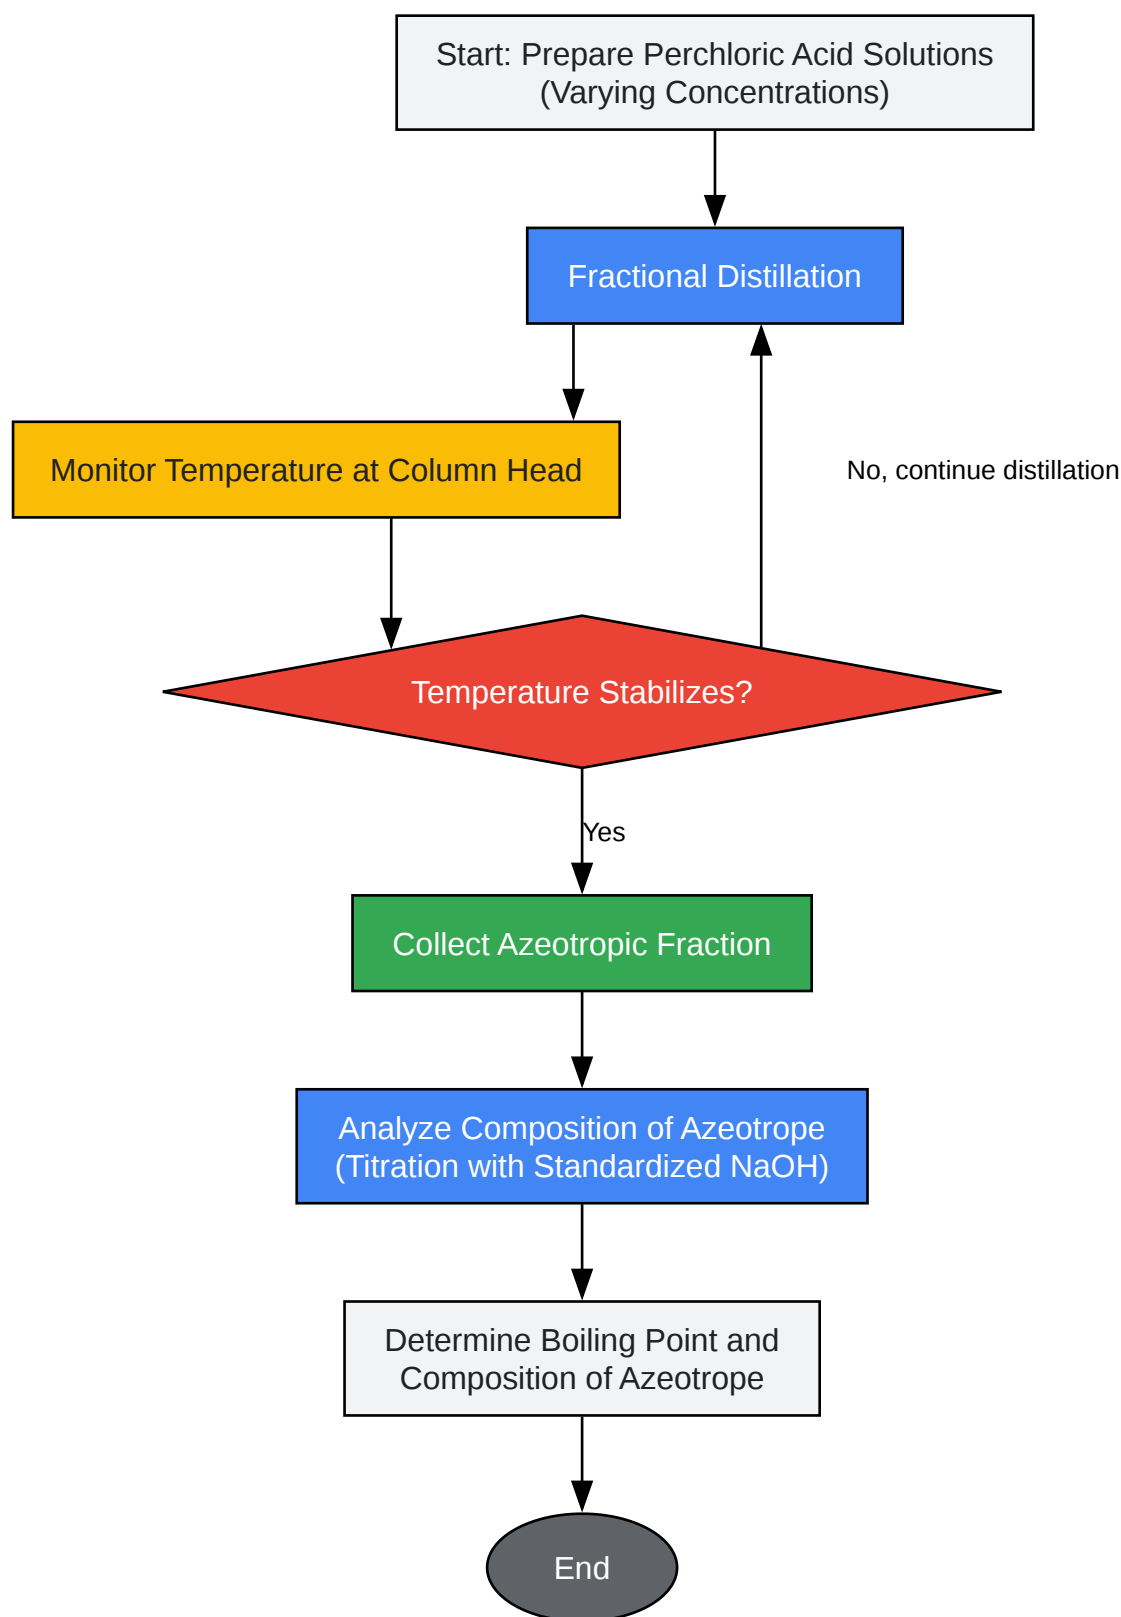 Start: Prepare Perchloric Acid Solutions
(Varying Concentrations)
Fractional Distillation
Monitor Temperature at Column Head
No, continue distillation
Temperature Stabilizes?
Yes
Collect Azeotropic Fraction
Analyze Composition of Azeotrope
(Titration with Standardized NaOH)
Determine Boiling Point and
Composition of Azeotrope
End